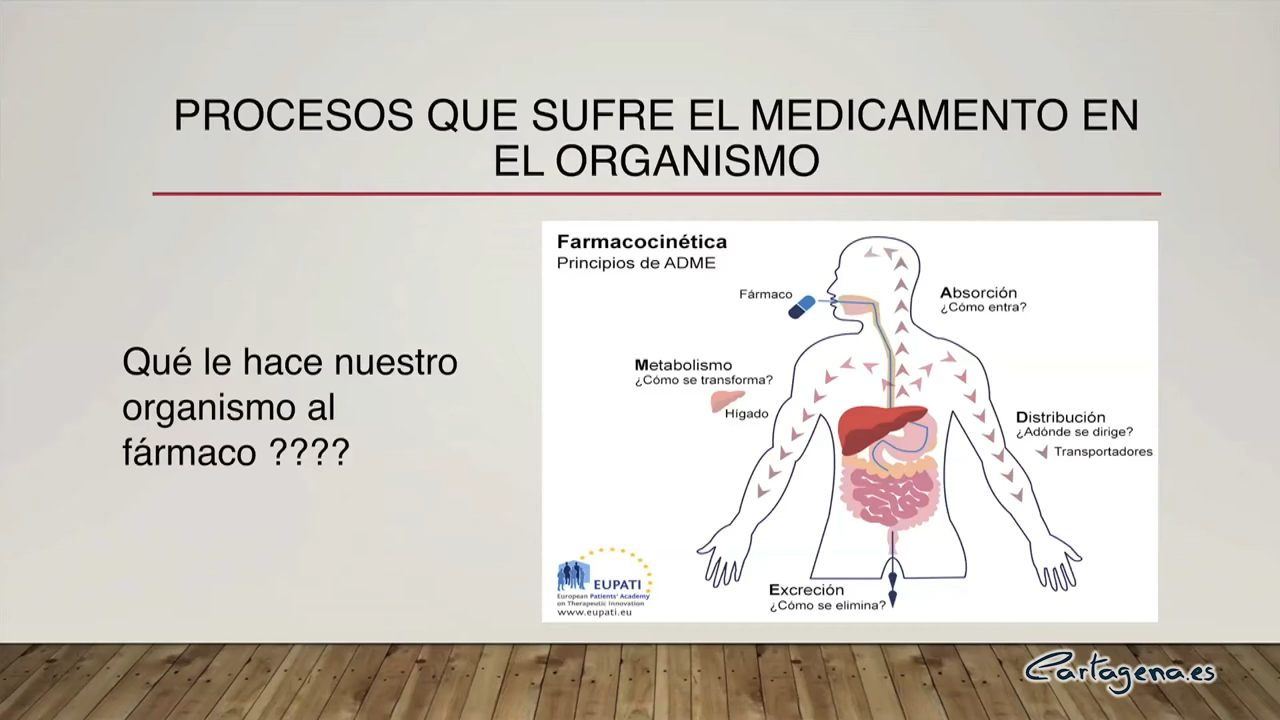 PROCESOS QUE SUFRE EL MEDICAMENTO EN
EL ORGANISMO
Qué le hace nuestro
organismo al
fármaco ????
Farmacocinética
Principios de ADME
Fármaco
Absorción
¿Cómo entra?
Metabolismo
¿Cómo se transforma?
Hígado
Distribución
¿Adónde se dirige?
Transportadores
Excreción
¿Cómo se elimina?
EUPATI
European Patients' Academy
on Therapeutic Innovation
www.eupati.eu
Cartagena.es